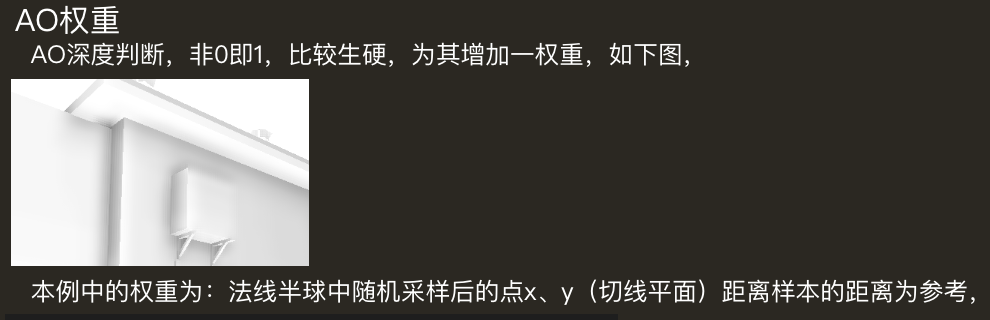 AO权重
AO深度判断，非0即1，比较生硬，为其增加一权重，如下图，
本例中的权重为：法线半球中随机采样后的点x、y（切线平面）距离样本的距离为参考，